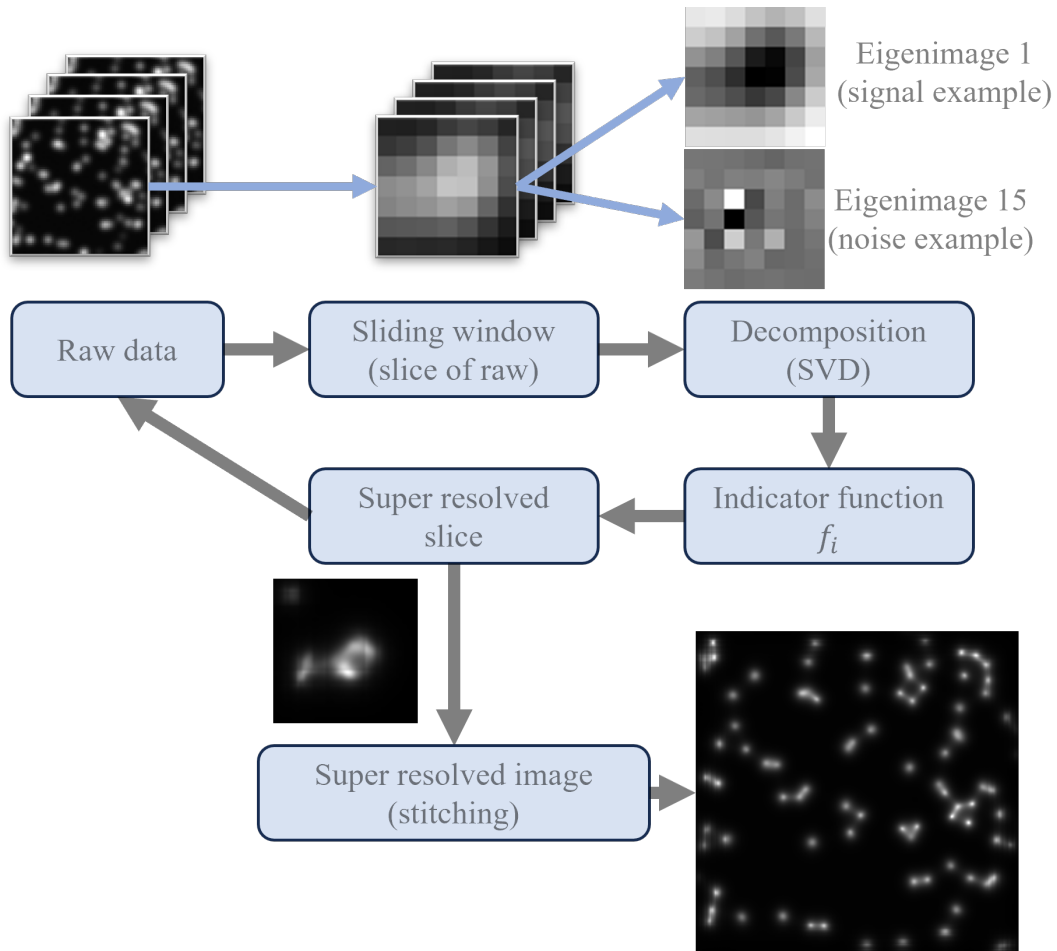 Eigenimage 1
(signal example)
Eigenimage 15
(noise example)
Raw data
Sliding window
(slice of raw)
Decomposition
(SVD)
Super resolved
slice
Indicator function
f_i
Super resolved image
(stitching)